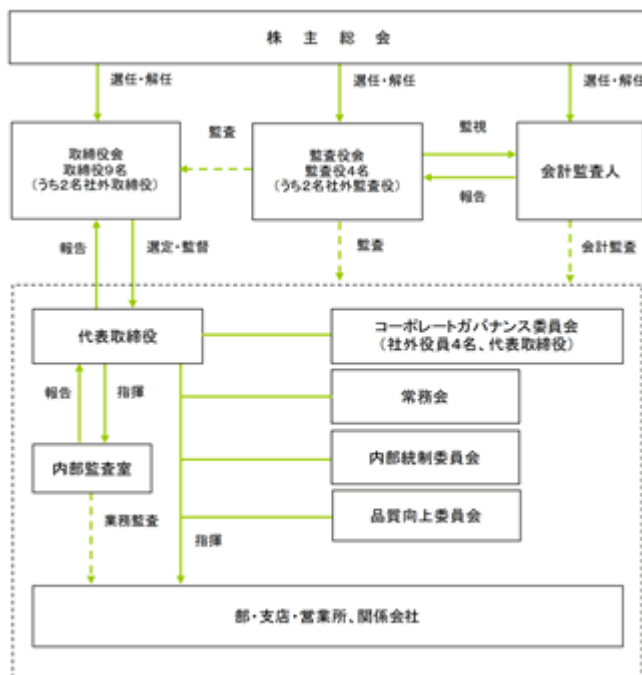 株主総会
選任・解任
選任・解任
選任・解任
取締役会
取締役9名
（うち2名社外取締役）
監査
監査役会
監査役4名
（うち2名社外監査役）
監視
報告
会計監査人
報告
選定・監督
監査
会計監査
代表取締役
コーポレートガバナンス委員会
（社外役員4名、代表取締役）
報告
指揮
常務会
内部監査室
内部統制委員会
業務監査
品質向上委員会
指揮
部・支店・営業所、関係会社